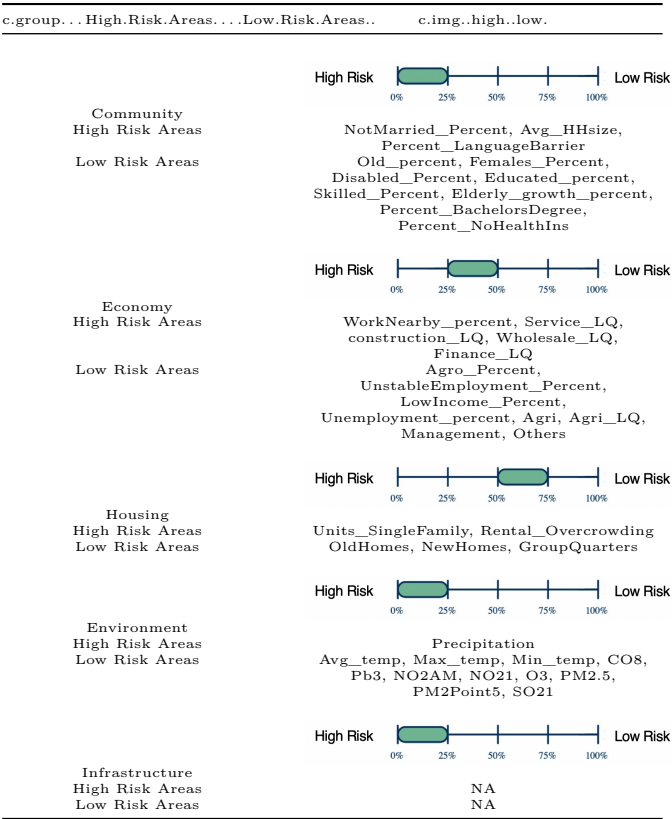 c.group... High.Risk.Areas....Low.Risk.Areas.. c.img..high..low.
High Risk Low Risk
0% 25% 50% 75% 100%
Community
High Risk Areas NotMarried_Percent, Avg_HHsize,
Percent_LanguageBarrier
Low Risk Areas Old_percent, Females_Percent,
Disabled_Percent, Educated_percent,
Skilled_Percent, Elderly_growth_percent,
Percent_BachelorsDegree,
Percent_NoHealthIns
High Risk Low Risk
0% 25% 50% 75% 100%
Economy
High Risk Areas WorkNearby_percent, Service_LQ,
construction_LQ, Wholesale_LQ,
Finance_LQ
Low Risk Areas Agro_Percent,
UnstableEmployment_Percent,
LowIncome_Percent,
Unemployment_percent, Agri, Agri_LQ,
Management, Others
High Risk Low Risk
0% 25% 50% 75% 100%
Housing
High Risk Areas Units_SingleFamily, Rental_Overcrowding
Low Risk Areas OldHomes, NewHomes, GroupQuarters
High Risk Low Risk
0% 25% 50% 75% 100%
Environment
High Risk Areas Precipitation
Low Risk Areas Avg_temp, Max_temp, Min_temp, CO8,
Pb3, NO2AM, NO21, O3, PM2.5,
PM2Point5, SO21
High Risk Low Risk
0% 25% 50% 75% 100%
Infrastructure
High Risk Areas NA
Low Risk Areas NA